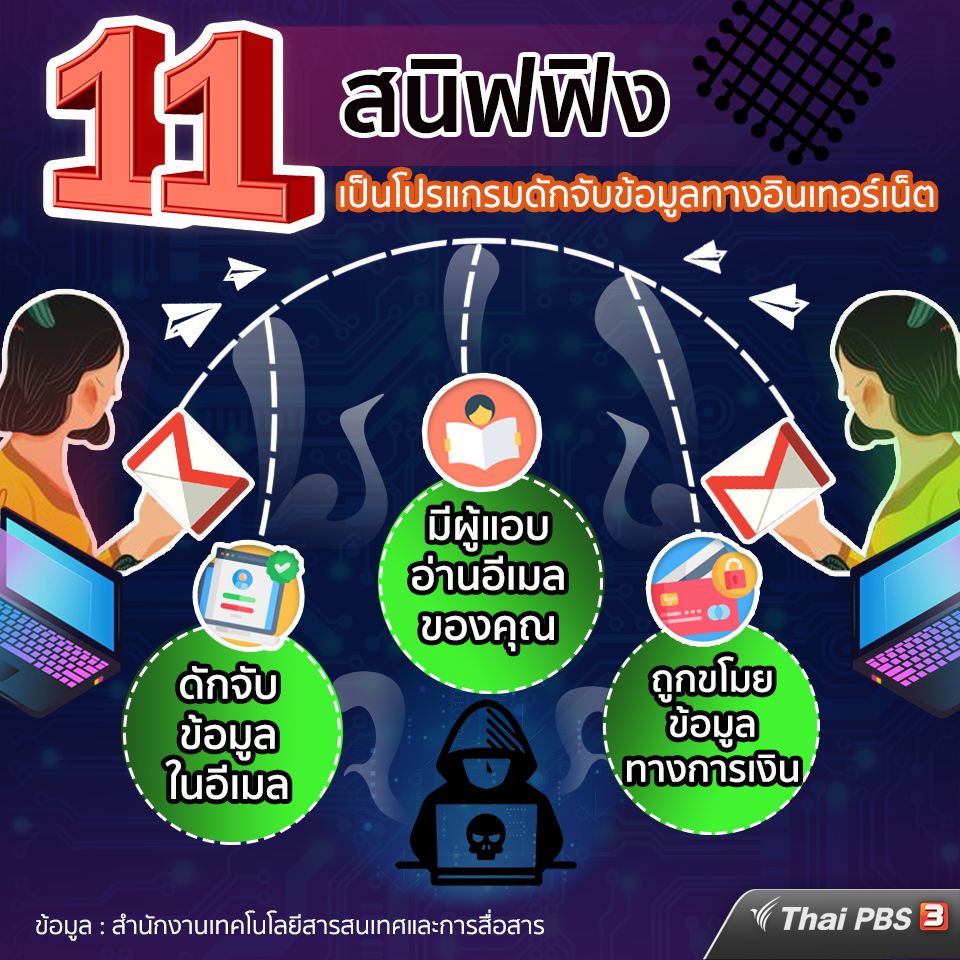 11
สนิฟฟิง
เป็นโปรแกรมดักจับข้อมูลทางอินเทอร์เน็ต
มีผู้แอบ
อ่านอีเมล
ของคุณ
ดักจับ
ข้อมูล
ในอีเมล
ถูกขโมย
ข้อมูล
ทางการเงิน
ข้อมูล : สำนักงานเทคโนโลยีสารสนเทศและการสื่อสาร
Thai PBS 3